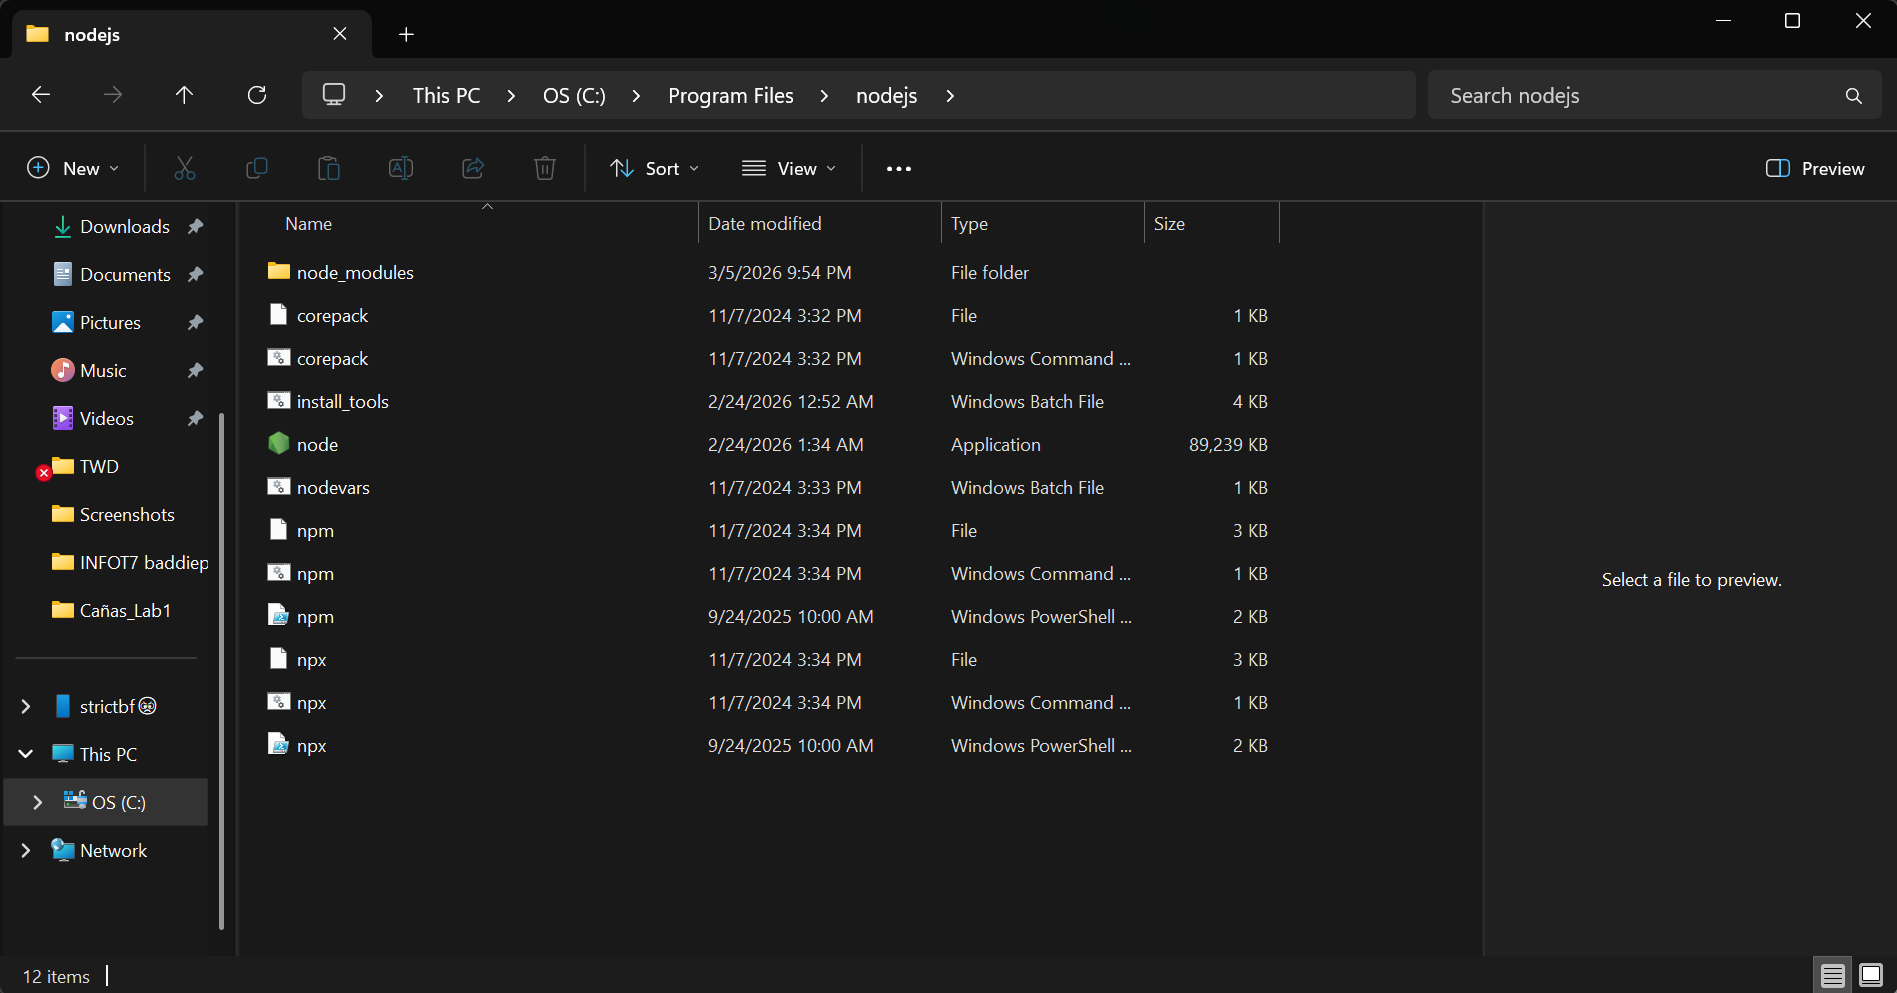 nodejs
This PC OS (C:) Program Files nodejs
Search nodejs
New Sort View Preview
Downloads
Documents
Pictures
Music
Videos
TWD
Screenshots
INFOT7 baddiep
Cañas_Lab1
strictbf😢
This PC
OS (C:)
Network
Name Date modified Type Size
node_modules 3/5/2026 9:54 PM File folder
corepack 11/7/2024 3:32 PM File 1 KB
corepack 11/7/2024 3:32 PM Windows Command ... 1 KB
install_tools 2/24/2026 12:52 AM Windows Batch File 4 KB
node 2/24/2026 1:34 AM Application 89,239 KB
nodevars 11/7/2024 3:33 PM Windows Batch File 1 KB
npm 11/7/2024 3:34 PM File 3 KB
npm 11/7/2024 3:34 PM Windows Command ... 1 KB
npm 9/24/2025 10:00 AM Windows PowerShell ... 2 KB
npx 11/7/2024 3:34 PM File 3 KB
npx 11/7/2024 3:34 PM Windows Command ... 1 KB
npx 9/24/2025 10:00 AM Windows PowerShell ... 2 KB
Select a file to preview.
12 items